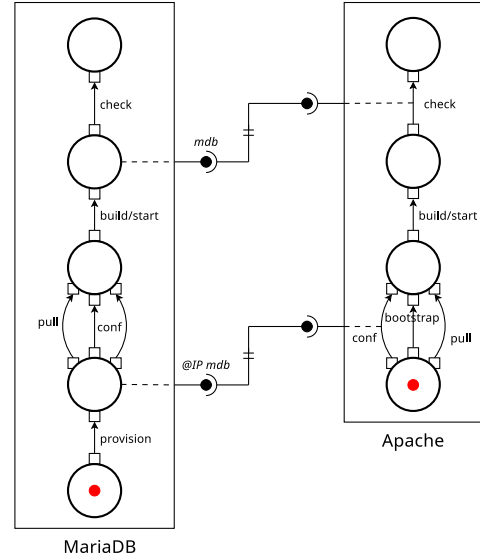 check
check
mdb
build/start
build/start
pull
conf
bootstrap
conf
pull
@IP mdb
provision
Apache
MariaDB